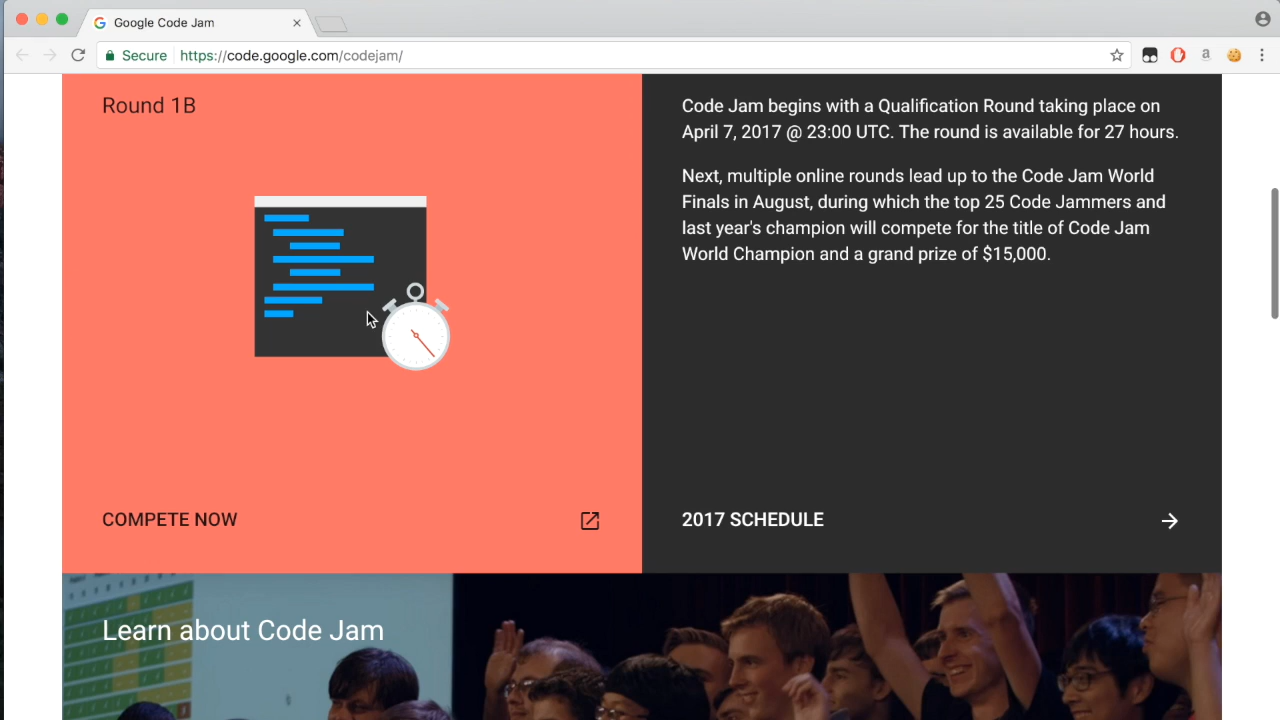 Google Code Jam
Secure
https://code.google.com/codejam/
a
Round 1B
Code Jam begins with a Qualification Round taking place on
April 7, 2017 @ 23:00 UTC. The round is available for 27 hours.
Next, multiple online rounds lead up to the Code Jam World
Finals in August, during which the top 25 Code Jammers and
last year's champion will compete for the title of Code Jam
World Champion and a grand prize of $15,000.
COMPETE NOW
2017 SCHEDULE
Learn about Code Jam